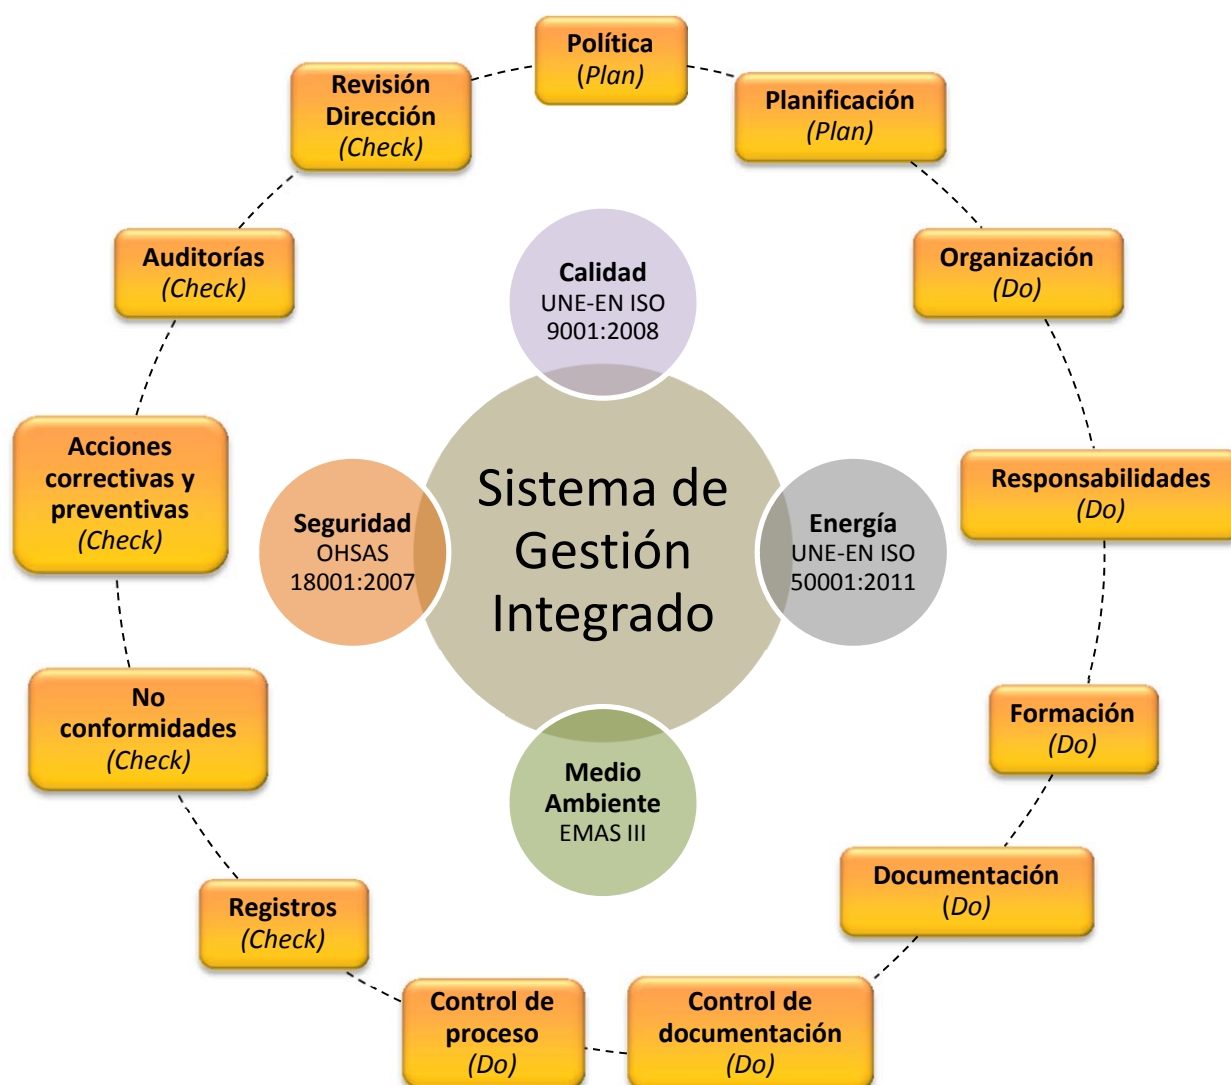 Política
(Plan)
Planificación
(Plan)
Organización
(Do)
Responsabilidades
(Do)
Formación
(Do)
Documentación
(Do)
Control de
documentación
(Do)
Control de
proceso
(Do)
Registros
(Check)
No
conformidades
(Check)
Acciones
correctivas y
preventivas
(Check)
Auditorías
(Check)
Revisión
Dirección
(Check)
Calidad
UNE-EN ISO
9001:2008
Energía
UNE-EN ISO
50001:2011
Medio
Ambiente
EMAS III
Seguridad
OHSAS
18001:2007
Sistema de
Gestión
Integrado